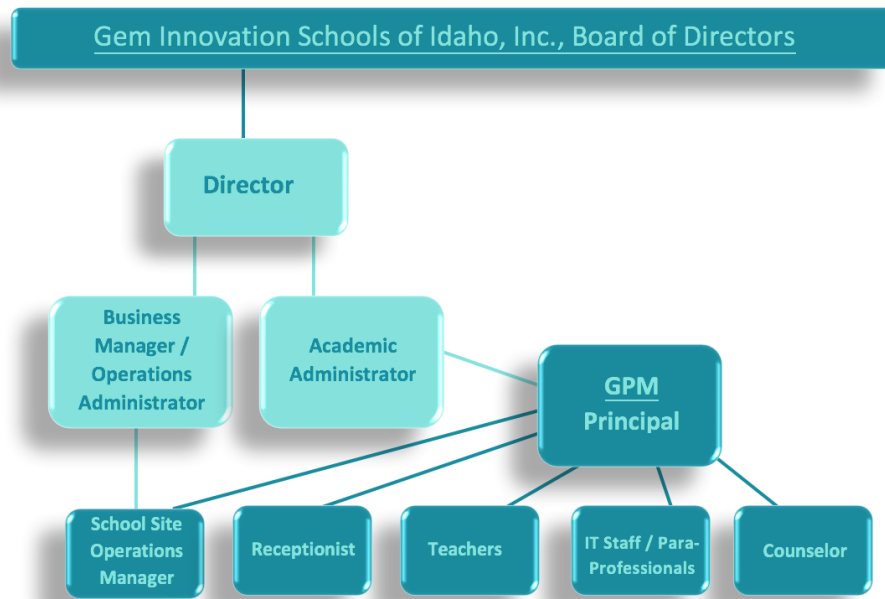 Gem Innovation Schools of Idaho, Inc., Board of Directors
Director
Business
Manager /
Operations
Administrator
Academic
Administrator
GPM
Principal
School Site
Operations
Manager
Receptionist
Teachers
IT Staff / Para-
Professionals
Counselor